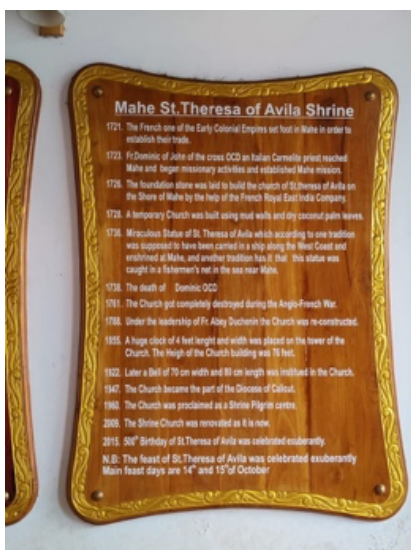 Mahe St.Theresa of Avila Shrine
1721. The French one of the Early Colonial Empires set foot in Mahe in order to
establish their trade.
1723. Fr.Dominic of John of the cross OCD an Italian Carmelite priest reached
Mahe and began missionary activities and established Mahe mission.
1726. The foundation stone was laid to build the church of St.theresa of Avila on
the Shore of Mahe by the help of the French Royal East India Company.
1728. A temporary Church was built using mud walls and dry coconut palm leaves.
1736. Miraculous Statue of St. Theresa of Avila which according to one tradition
was supposed to have been carried in a ship along the West Coast and
enshrined at Mahe, and another tradition has it that this statue was
caught in a fishermen's net in the sea near Mahe.
1738. The death of Dominic OCD
1761. The Church got completely destroyed during the Anglo-French War.
1788. Under the leadership of Fr. Abey Duchenin the Church was re-constructed.
1855. A huge clock of 4 feet lenght and width was placed on the tower of the
Church. The Heigh of the Church building was 76 feet.
Later a Bell of 70 cm width and 80 cm length was institued in the Church.
1947. The Church became the part of the Diocese of Calicut.
The Church was proclaimed as a Shrine Pilgrim centre.
The Shrine Church was renovated as it is now.
2015. 500th Birthday of St.Theresa of Avila was celebrated exuberantly.
N.B: The feast of St.Theresa of Avila was celebrated exuberantly
Main feast days are 14th and 15th of October